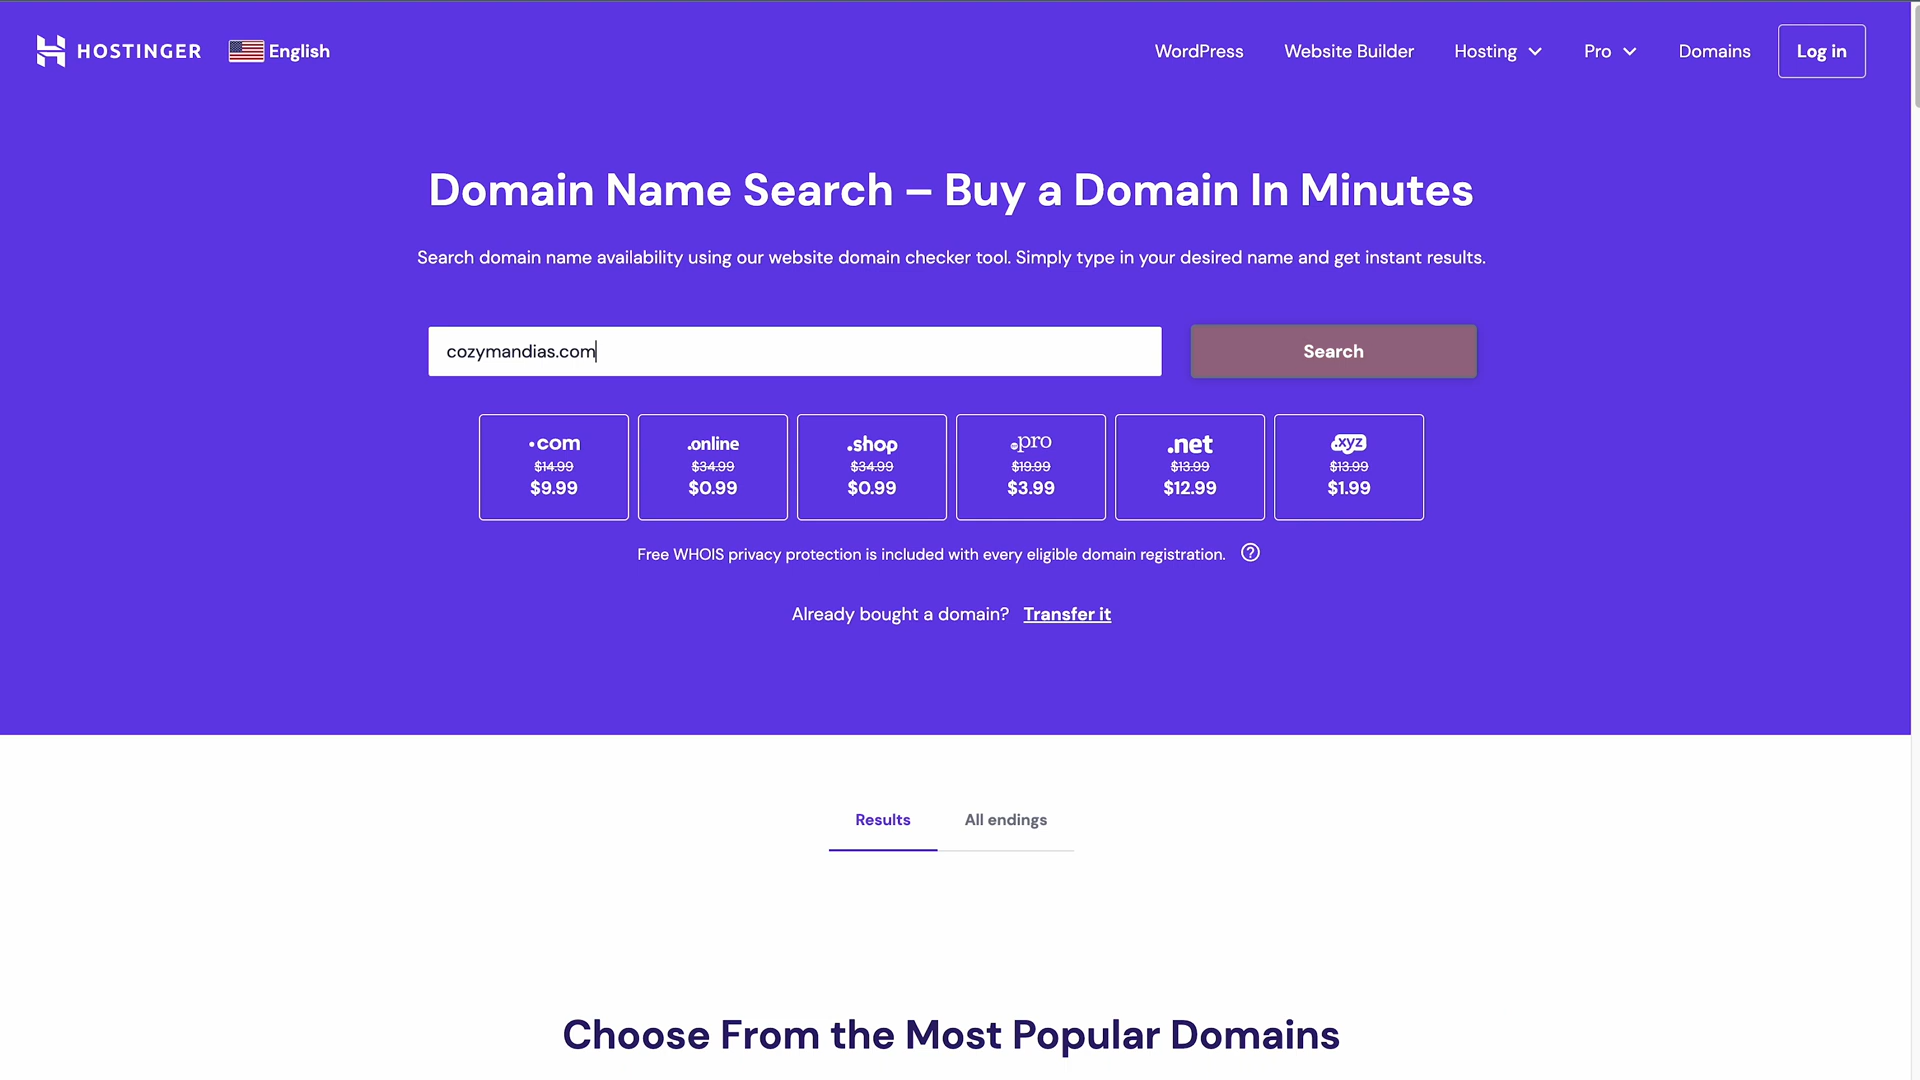 HOSTINGER English WordPress Website Builder Hosting Pro Domains Log in
Domain Name Search – Buy a Domain In Minutes
Search domain name availability using our website domain checker tool. Simply type in your desired name and get instant results.
cozymandias.com Search
.com .online .shop .pro .net .xyz
$14.99 $34.99 $34.99 $19.99 $13.99 $13.99
$9.99 $0.99 $0.99 $3.99 $12.99 $1.99
Free WHOIS privacy protection is included with every eligible domain registration. ?
Already bought a domain? Transfer it
Results All endings
Choose From the Most Popular Domains